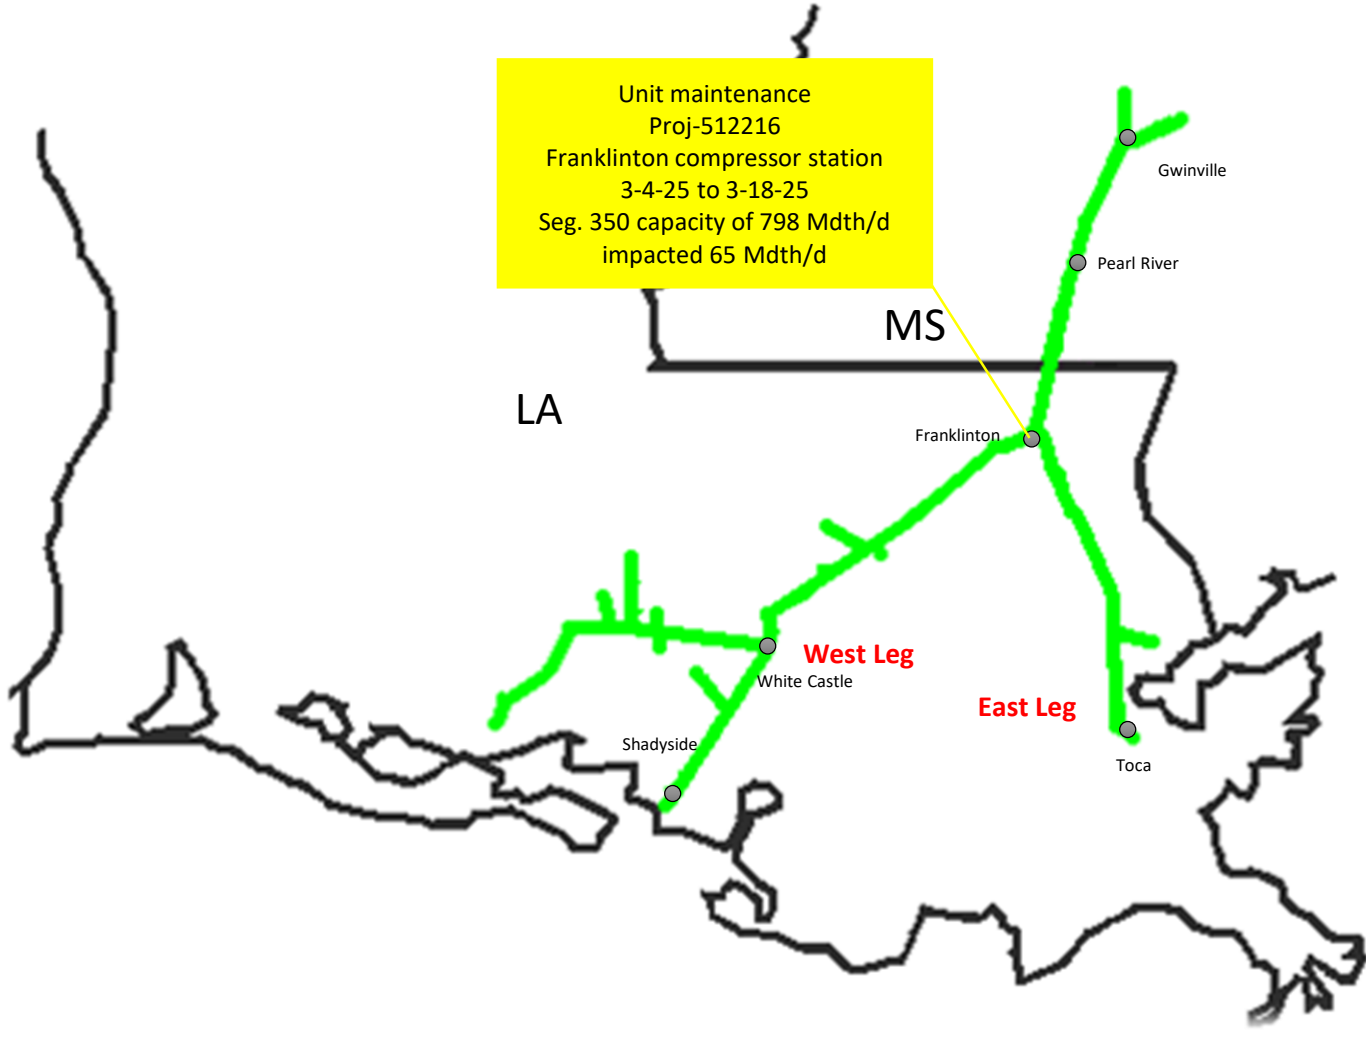 Unit maintenance
Proj-512216
Franklinton compressor station
3-4-25 to 3-18-25
Seg. 350 capacity of 798 Mdth/d
impacted 65 Mdth/d
Gwinville
Pearl River
MS
LA
Franklinton
West Leg
White Castle
East Leg
Shadyside
Toca